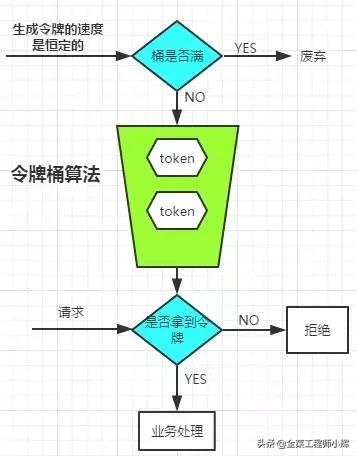 生成令牌的速度
是恒定的
桶是否满
YES
废弃
NO
令牌桶算法
token
token
请求
是否拿到令
牌
NO
拒绝
YES
业务处理
头条 @金寨工程师小辉